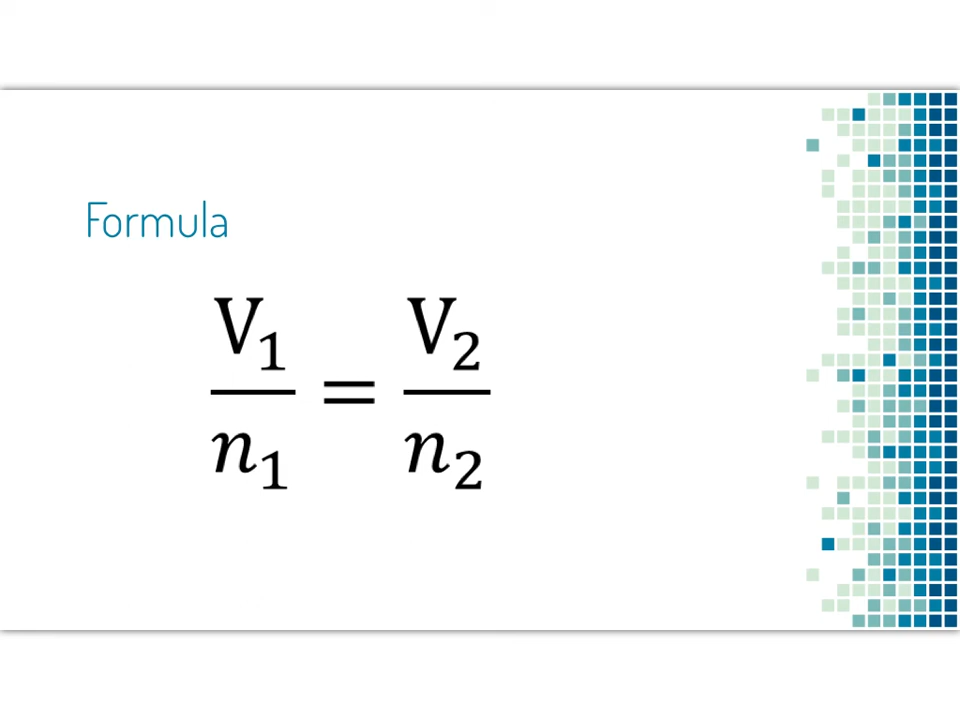 Formula
V₁/n₁ = V₂/n₂